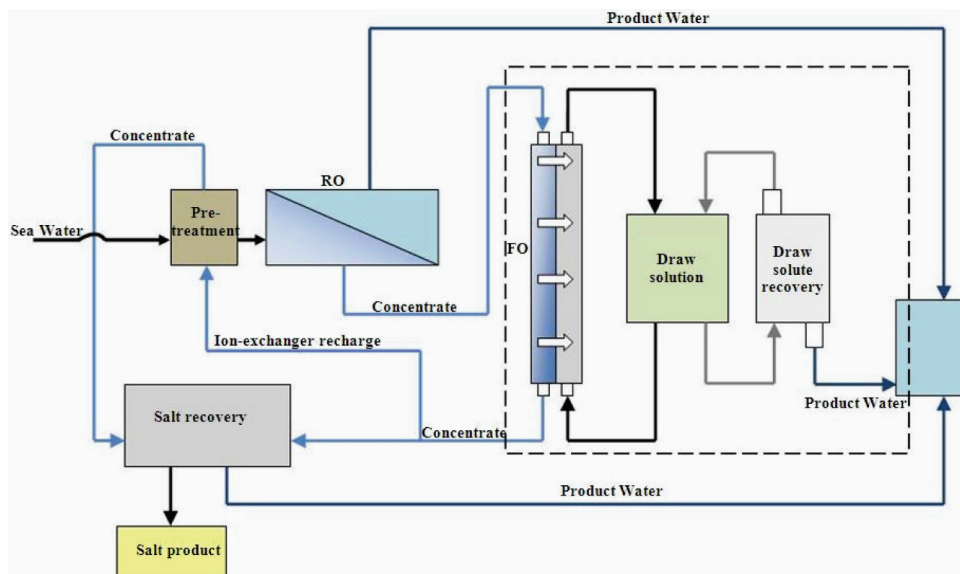 Product Water
Concentrate
RO
Pre-
treatment
Sea Water
FO
Draw
solution
Draw
solute
recovery
Concentrate
Ion-exchanger recharge
Product Water
Salt recovery
Concentrate
Product Water
Salt product